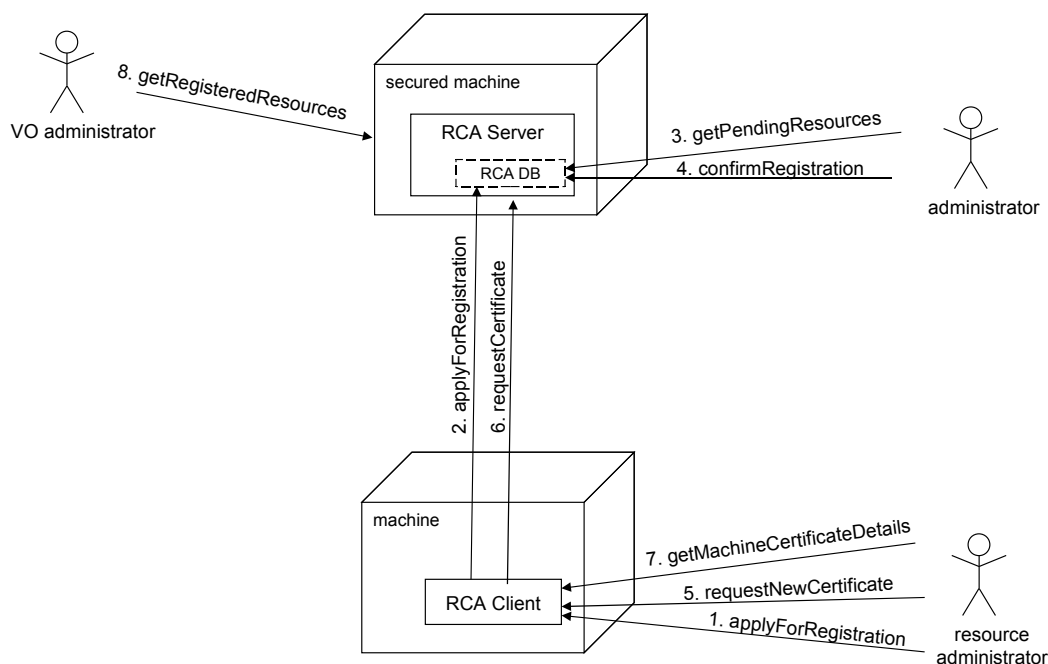 8. getRegisteredResources
VO administrator
secured machine
RCA Server
RCA DB
3. getPendingResources
4. confirmRegistration
administrator
2. applyForRegistration
6. requestCertificate
machine
RCA Client
7. getMachineCertificateDetails
5. requestNewCertificate
1. applyForRegistration
resource
administrator